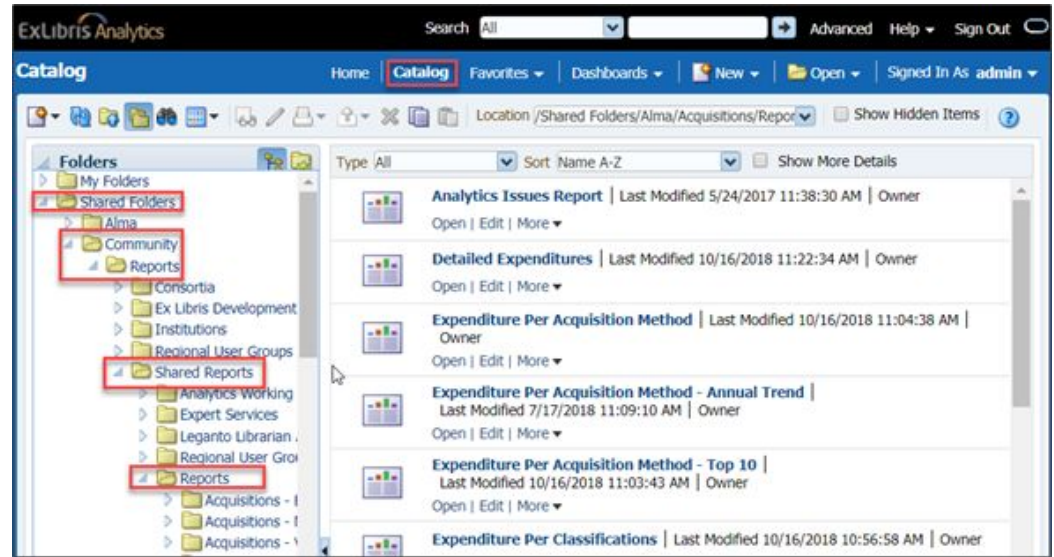 ExLibris Analytics
Search All
Advanced Help Sign Out
Catalog
Home Catalog Favorites Dashboards New Open Signed In As admin
Location /Shared Folders/Alma/Acquisitions/Repor
Show Hidden Items
Folders
My Folders
Shared Folders
Alma
Community
Reports
Consortia
Ex Libris Development
Institutions
Regional User Groups
Shared Reports
Analytics Working
Expert Services
Leganto Librarian
Regional User Grou
Reports
Acquisitions -
Acquisitions -
Acquisitions -
Type All Sort Name A-Z Show More Details
Analytics Issues Report | Last Modified 5/24/2017 11:38:30 AM | Owner
Open | Edit | More
Detailed Expenditures | Last Modified 10/16/2018 11:22:34 AM | Owner
Open | Edit | More
Expenditure Per Acquisition Method | Last Modified 10/16/2018 11:04:38 AM |
Owner
Open | Edit | More
Expenditure Per Acquisition Method - Annual Trend |
Last Modified 7/17/2018 11:09:10 AM | Owner
Open | Edit | More
Expenditure Per Acquisition Method - Top 10 |
Last Modified 10/16/2018 11:03:43 AM | Owner
Open | Edit | More
Expenditure Per Classifications | Last Modified 10/16/2018 10:56:58 AM | Owner